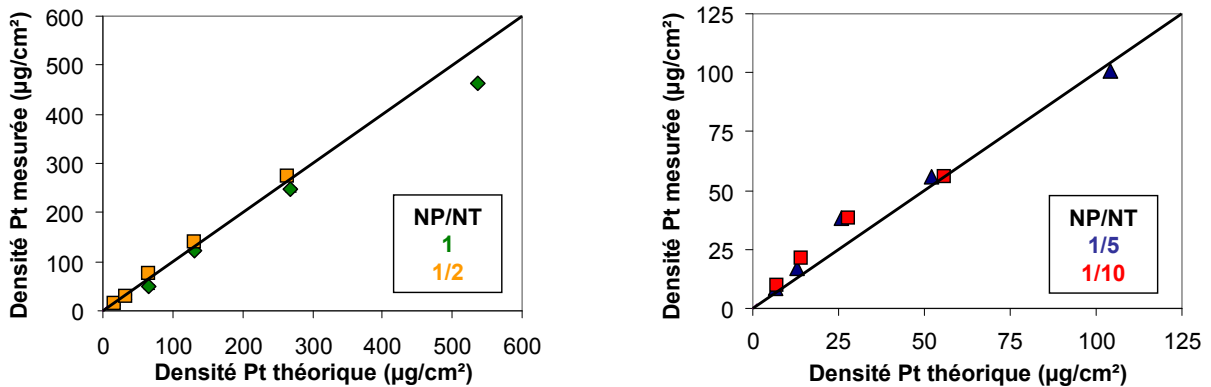 600
500
400
300
200
100
0
Densité Pt mesurée (µg/cm²)
0 100 200 300 400 500 600
Densité Pt théorique (µg/cm²)
NP/NT
1
1/2
125
100
75
50
25
0
Densité Pt mesurée (µg/cm²)
0 25 50 75 100 125
Densité Pt théorique (µg/cm²)
NP/NT
1/5
1/10